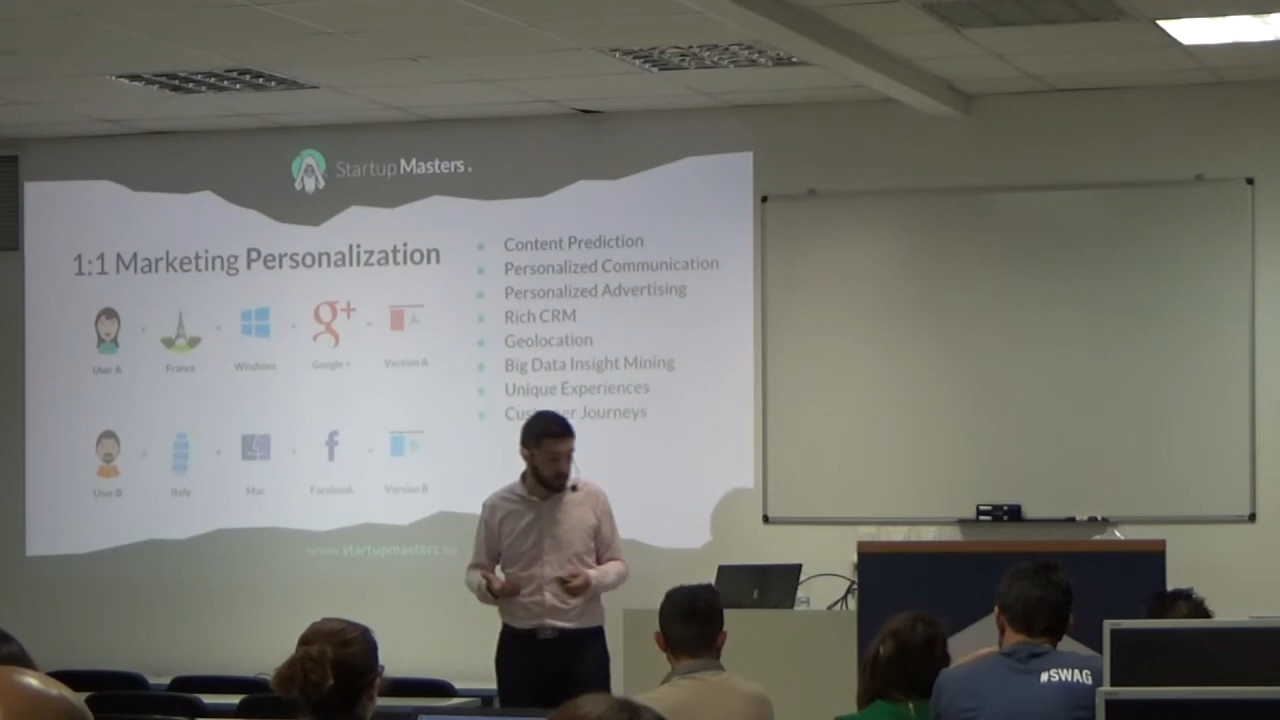 StartupMasters.
1:1 Marketing Personalization
Content Prediction
Personalized Communication
Personalized Advertising
Rich CRM
Geolocation
Big Data Insight Mining
Unique Experiences
Customer Journeys
g+
A
User A
France
Windows
Google +
Version A
f
B
User B
Italy
Mac
Facebook
Version B
www.startupmasters
#SWAG